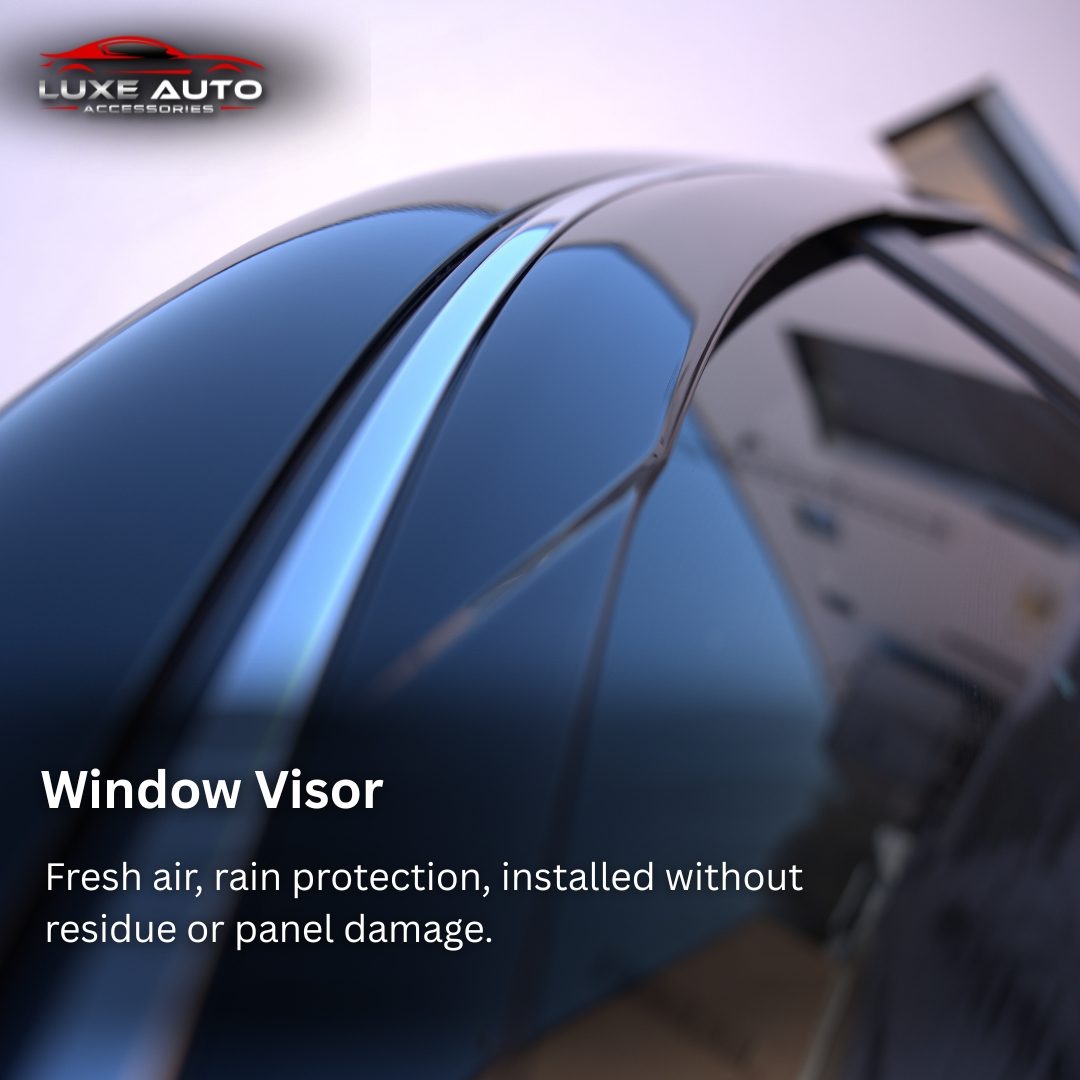 LUXE AUTO
ACCESSORIES
Window Visor
Fresh air, rain protection, installed without
residue or panel damage.